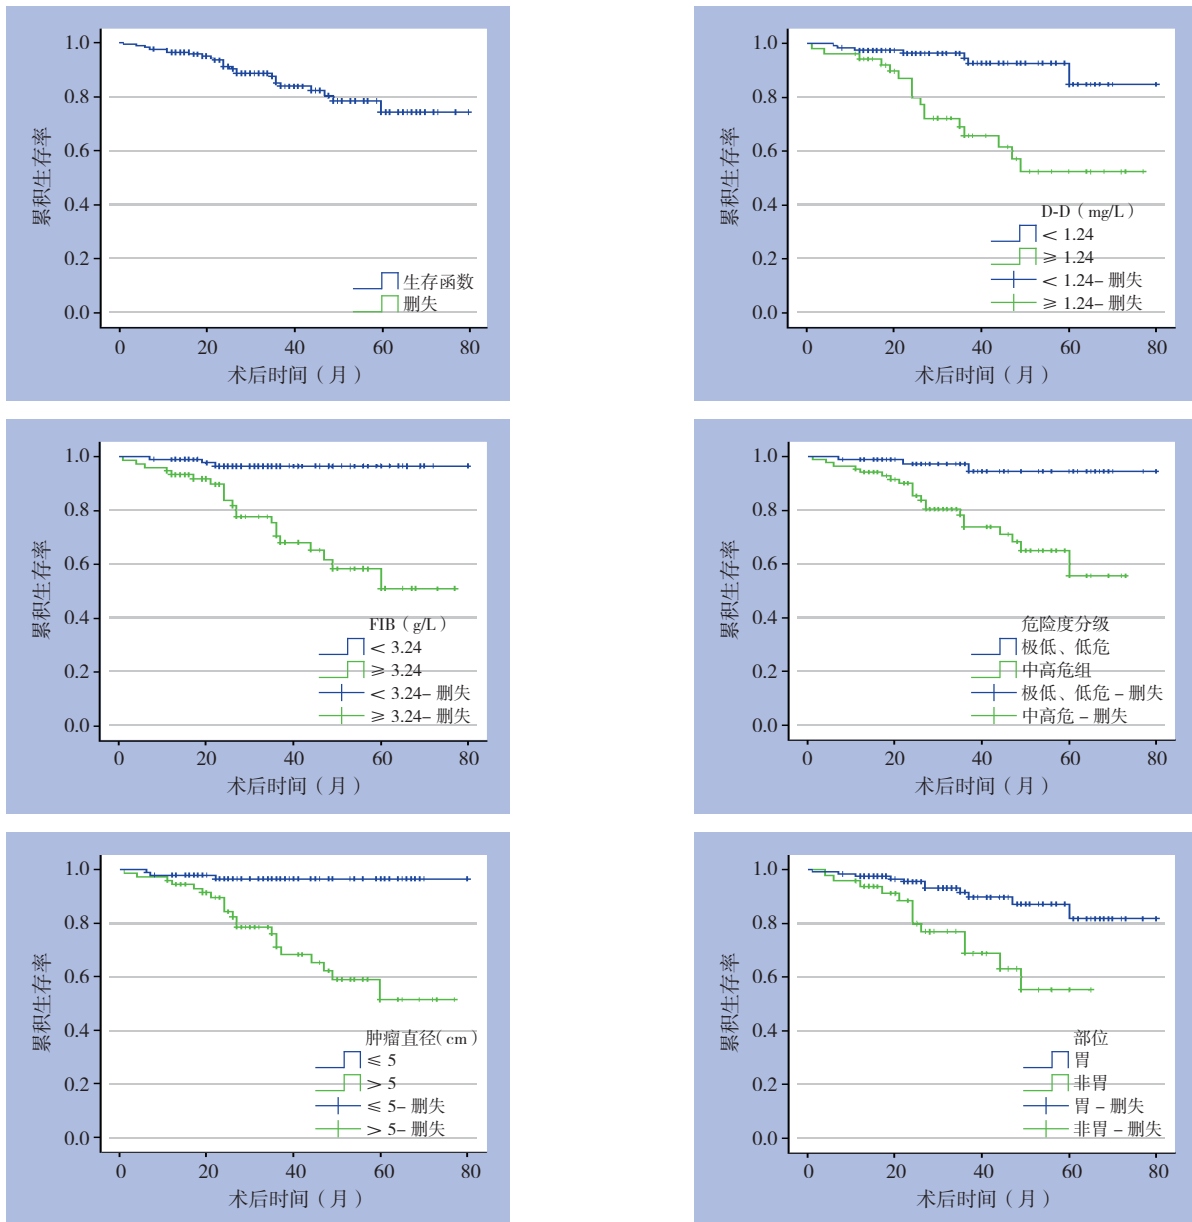 1.0
0.8
0.6
0.4
0.2
0.0
累积生存率
生存函数
删失
0 20 40 60 80
术后时间（月）
1.0
0.8
0.6
0.4
0.2
0.0
累积生存率
D-D（mg/L）
< 1.24
≥ 1.24
< 1.24– 删失
≥ 1.24– 删失
0 20 40 60 80
术后时间（月）
1.0
0.8
0.6
0.4
0.2
0.0
累积生存率
FIB（g/L）
< 3.24
≥ 3.24
< 3.24– 删失
≥ 3.24– 删失
0 20 40 60 80
术后时间（月）
1.0
0.8
0.6
0.4
0.2
0.0
累积生存率
危险度分级
极低、低危
中高危组
极低、低危 – 删失
中高危 – 删失
0 20 40 60 80
术后时间（月）
1.0
0.8
0.6
0.4
0.2
0.0
累积生存率
肿瘤直径(cm)
≤ 5
> 5
≤ 5– 删失
> 5– 删失
0 20 40 60 80
术后时间（月）
1.0
0.8
0.6
0.4
0.2
0.0
累积生存率
部位
胃
非胃
胃 – 删失
非胃 – 删失
0 20 40 60 80
术后时间（月）